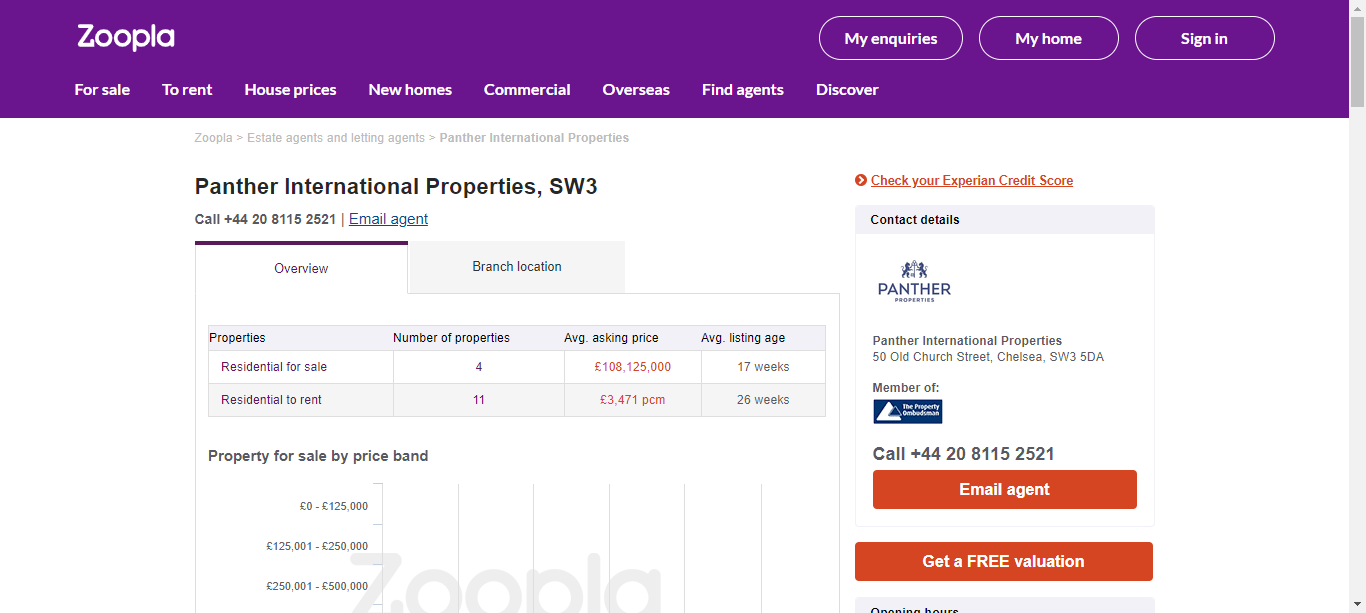 Zoopla
My enquiries
My home
Sign in
For sale
To rent
House prices
New homes
Commercial
Overseas
Find agents
Discover
Zoopla > Estate agents and letting agents > Panther International Properties
Panther International Properties, SW3
Call +44 20 8115 2521 | Email agent
Overview
Branch location
Properties Number of properties Avg. asking price Avg. listing age
Residential for sale 4 £108,125,000 17 weeks
Residential to rent 11 £3,471 pcm 26 weeks
Property for sale by price band
£0 - £125,000
£125,001 - £250,000
£250,001 - £500,000
Zoopla
Check your Experian Credit Score
Contact details
PANTHER
PROPERTIES
Panther International Properties
50 Old Church Street, Chelsea, SW3 5DA
Member of:
The Property
Ombudsman
Call +44 20 8115 2521
Email agent
Get a FREE valuation
Opening hours